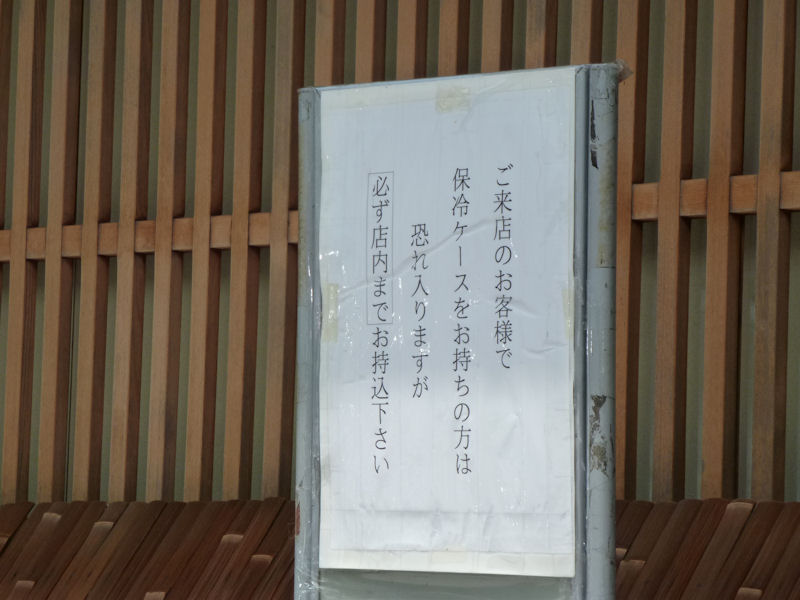 ご来店のお客様で
保冷ケースをお持ちの方は
恐れ入りますが
必ず店内までお持込下さい